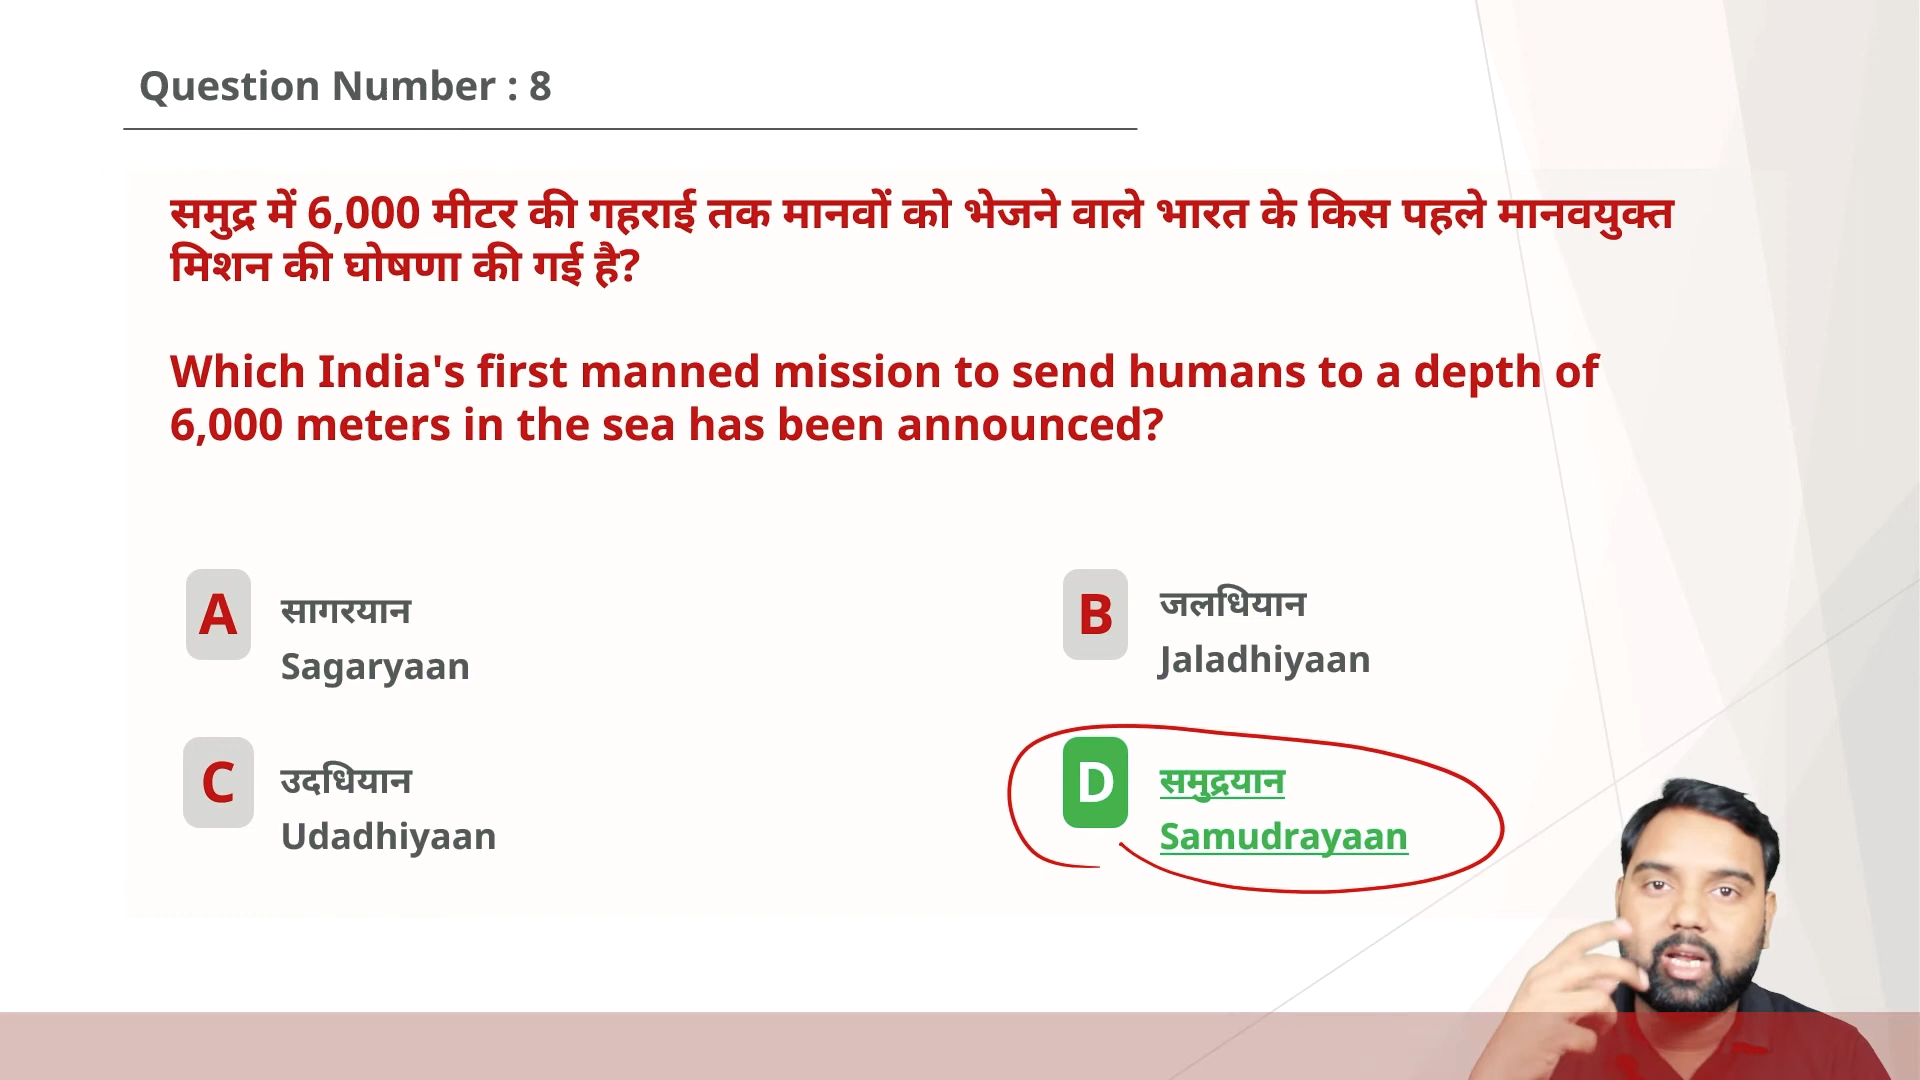 Question Number : 8
समुद्र में 6,000 मीटर की गहराई तक मानवों को भेजने वाले भारत के किस पहले मानवयुक्त
मिशन की घोषणा की गई है?
Which India's first manned mission to send humans to a depth of
6,000 meters in the sea has been announced?
A
सागरयान
Sagaryaan
B
जलधियान
Jaladhiyaan
C
उदधियान
Udadhiyaan
D
समुद्रयान
Samudrayaan